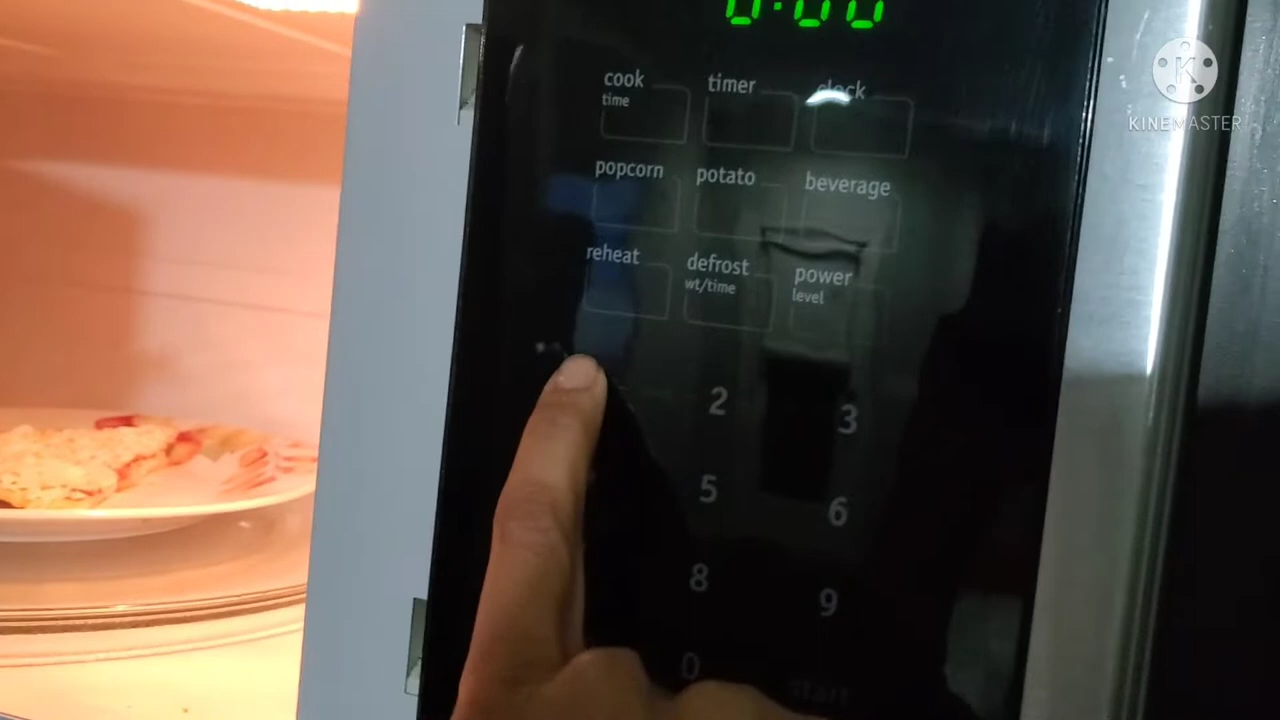 0:00
cook
time
timer
clock
popcorn
potato
beverage
reheat
defrost
wt/time
power
level
2
3
5
6
8
9
0
start
K
KINEMASTER